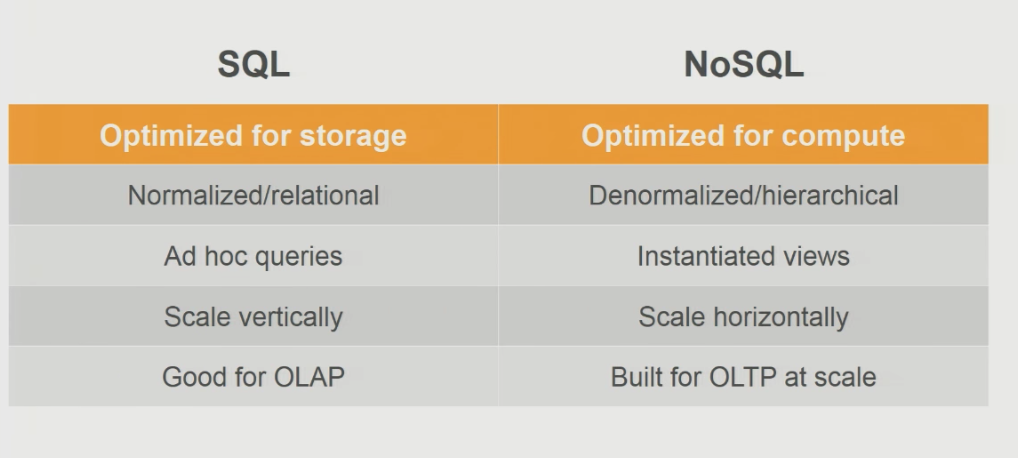 SQL NoSQL
Optimized for storage Optimized for compute
Normalized/relational Denormalized/hierarchical
Ad hoc queries Instantiated views
Scale vertically Scale horizontally
Good for OLAP Built for OLTP at scale